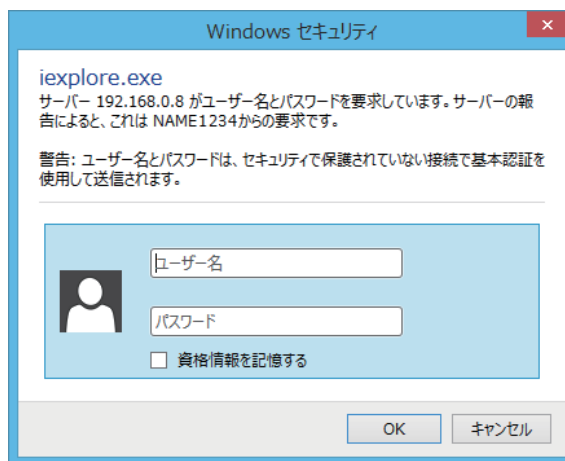 Windows セキュリティ
iexplore.exe
サーバー 192.168.0.8 がユーザー名とパスワードを要求しています。サーバーの報
告によると、これは NAME1234からの要求です。
警告: ユーザー名とパスワードは、セキュリティで保護されていない接続で基本認証を
使用して送信されます。
ユーザー名
パスワード
資格情報を記憶する
OK
キャンセル